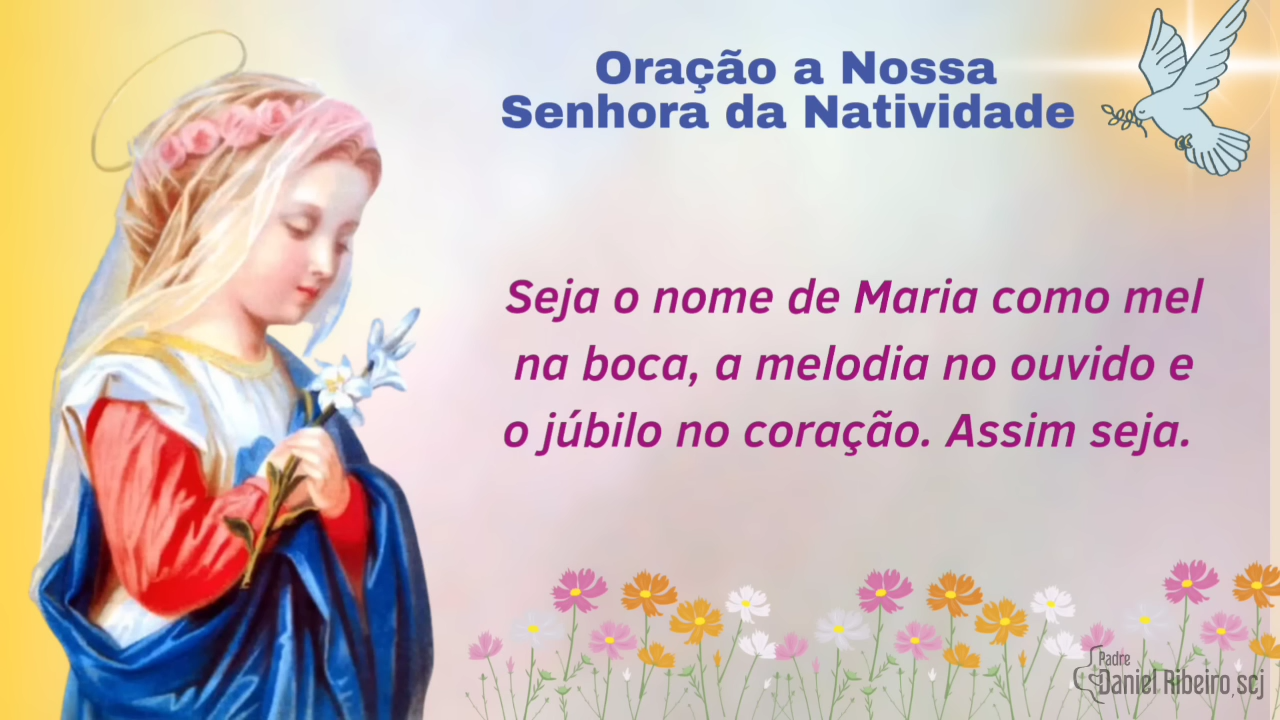 Oração a Nossa
Senhora da Natividade
Seja o nome de Maria como mel
na boca, a melodia no ouvido e
o júbilo no coração. Assim seja.
Padre
Daniel Ribeiro, scj